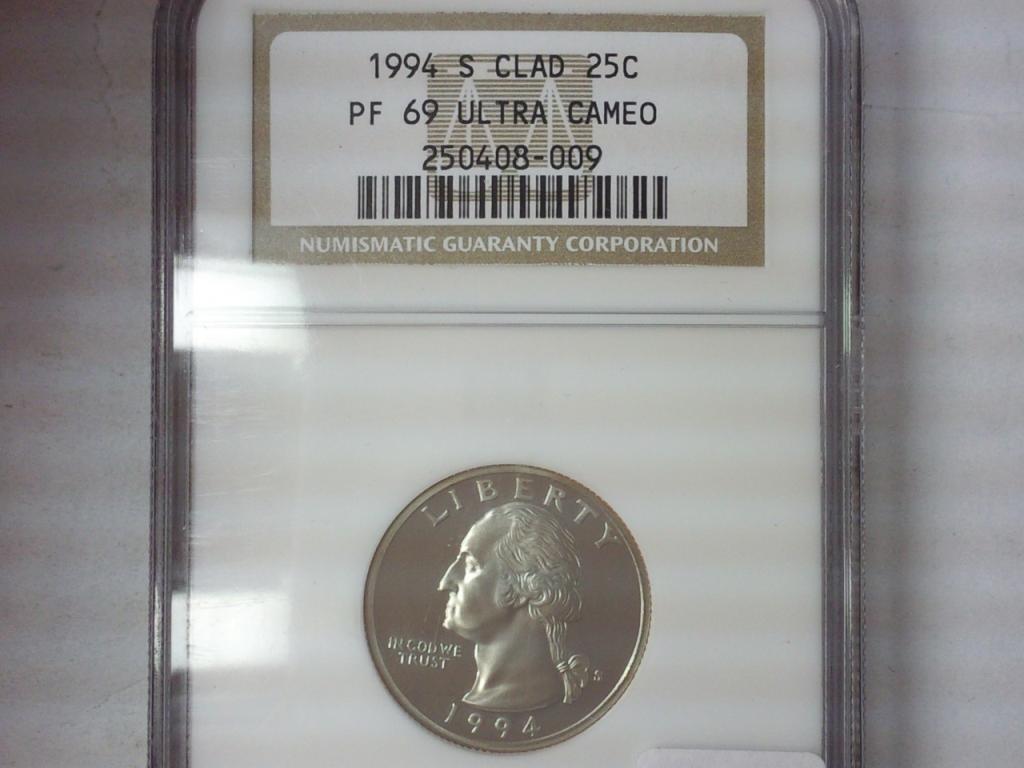 1994 S CLAD 25C
PF 69 ULTRA CAMEO
250408-009
NUMISMATIC GUARANTY CORPORATION
LIBERTY
IN GOD WE
TRUST
S
1994